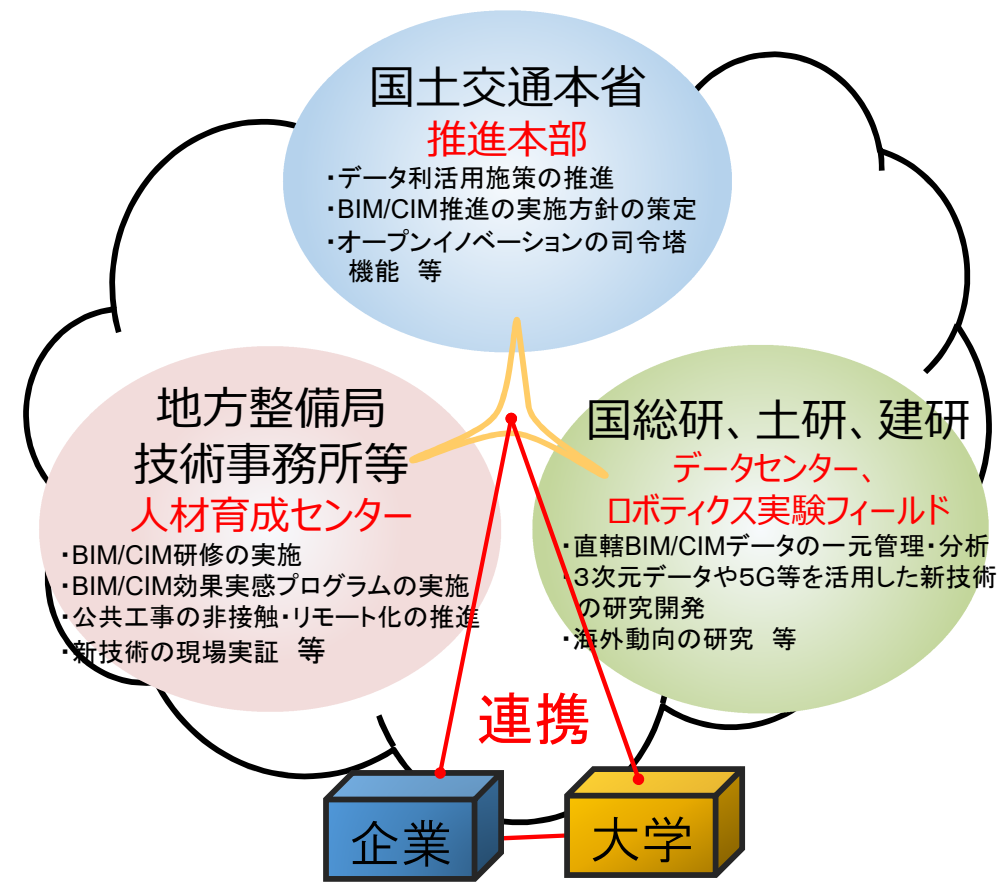 国土交通本省
推進本部
・データ利活用施策の推進
・BIM/CIM推進の実施方針の策定
・オープンイノベーションの司令塔
機能　等
地方整備局
技術事務所等
人材育成センター
・BIM/CIM研修の実施
・BIM/CIM効果実感プログラムの実施
・公共工事の非接触・リモート化の推進
・新技術の現場実証　等
国総研、土研、建研
データセンター、
ロボティクス実験フィールド
・直轄BIM/CIMデータの一元管理・分析
・３次元データや５G等を活用した新技術
の研究開発
・海外動向の研究　等
連携
企業
大学